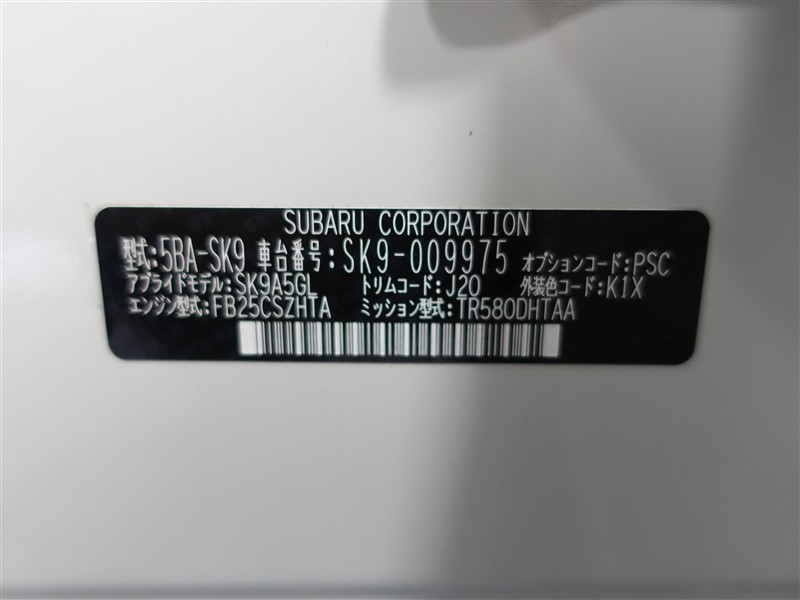 SUBARU CORPORATION
型式:5BA-SK9 車台番号:SK9-009975 オプションコード:PSC
アプライドモデル:SK9A5GL トリムコード:J20 外装色コード:K1X
エンジン型式:FB25CSZHTA ミッション型式:TR580DHTAA